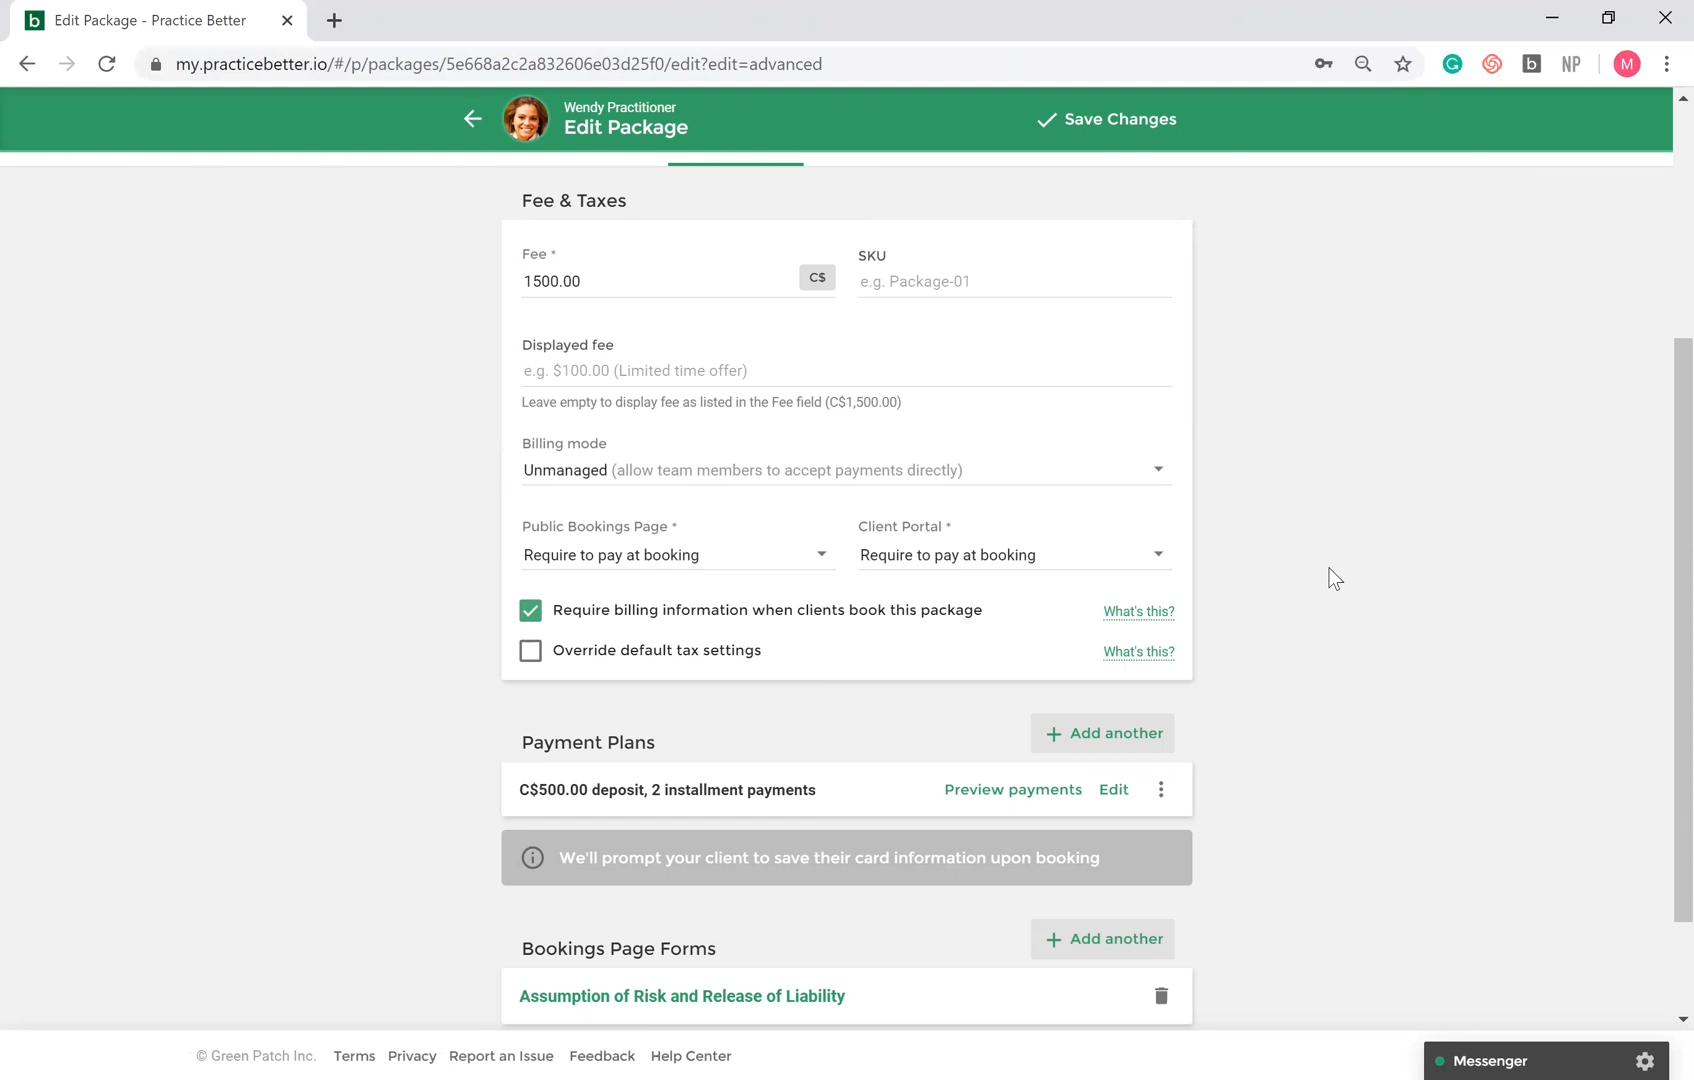 b Edit Package - Practice Better
my.practicebetter.io/#/p/packages/5e668a2c2a832606e03d25f0/edit?edit=advanced
b NP M
Wendy Practitioner
Edit Package
Save Changes
Fee & Taxes
Fee *
1500.00
C$
SKU
e.g. Package-01
Displayed fee
e.g. $100.00 (Limited time offer)
Leave empty to display fee as listed in the Fee field (C$1,500.00)
Billing mode
Unmanaged (allow team members to accept payments directly)
Public Bookings Page *
Require to pay at booking
Client Portal *
Require to pay at booking
Require billing information when clients book this package
What's this?
Override default tax settings
What's this?
Payment Plans
Add another
C$500.00 deposit, 2 installment payments
Preview payments Edit
We'll prompt your client to save their card information upon booking
Bookings Page Forms
Add another
Assumption of Risk and Release of Liability
© Green Patch Inc. Terms Privacy Report an Issue Feedback Help Center
Messenger